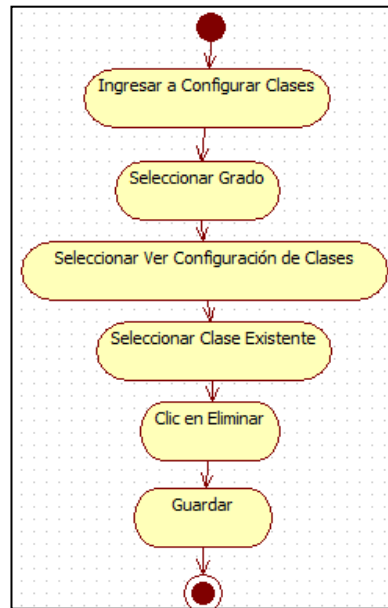 Ingresar a Configurar Clases
Seleccionar Grado
Seleccionar Ver Configuración de Clases
Seleccionar Clase Existente
Clic en Eliminar
Guardar